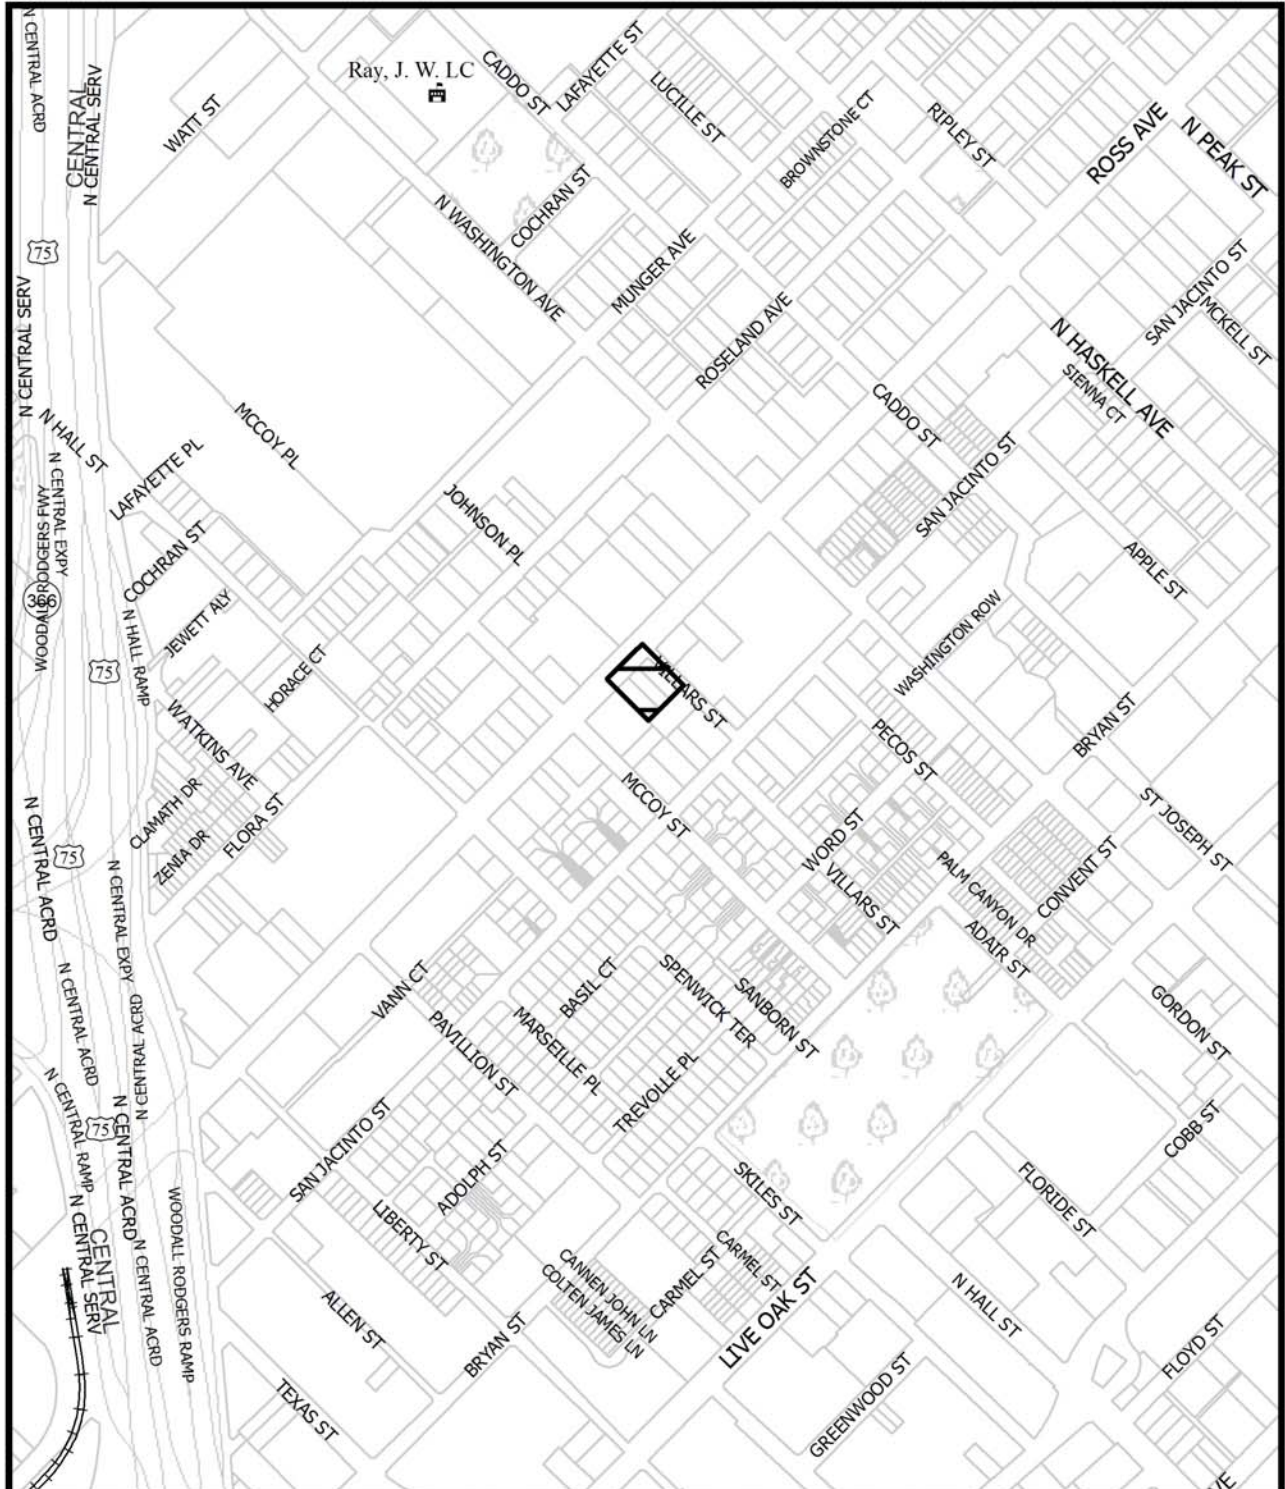 N CENTRAL ACRD
CENTRAL
N CENTRAL SERV
WATT ST
Ray, J. W. LC
CADDO ST
LAFAYETTE ST
LUCILLE ST
BROWNSTONE CT
RIPLEY ST
ROSS AVE
N PEAK ST
75
N CENTRAL SERV
N WASHINGTON AVE
COCHRAN ST
MUNGER AVE
ROSELAND AVE
SAN JACINTO ST
MCKELL ST
N HASKELL AVE
SIENNA CT
N HALL ST
LAFAYETTE PL
MCCOY PL
CADDO ST
SAN JACINTO ST
JOHNSON PL
N CENTRAL EXPY
WOODALL RODGERS FWY
366
COCHRAN ST
JEWETT ALY
N HALL RAMP
HORACE CT
APPLE ST
WASHINGTON ROW
75
VILLARS ST
WATKINS AVE
BRYAN ST
PECOS ST
CLAMATH DR
ZENIA DR
FLORA ST
MCCOY ST
WORD ST
VILLARS ST
ST JOSEPH ST
PALM CANYON DR
CONVENT ST
ADAIR ST
N CENTRAL ACRD
75
N CENTRAL EXPY
N CENTRAL ACRD
N CENTRAL ACRD
VANN CT
BASIL CT
SPENWICK TER
SANBORN ST
PAVILLION ST
MARSEILLE PL
TREVOLLE PL
GORDON ST
N CENTRAL RAMP
75
N CENTRAL ACRD
SAN JACINTO ST
ADOLPH ST
COBB ST
SKILES ST
FLORIDE ST
LIBERTY ST
WOODALL RODGERS RAMP
CENTRAL
N CENTRAL SERV
N CENTRAL ACRD
CANNEN JOHN LN
COLTEN JAMES LN
CARMEL ST
CARMEL ST
LIVE OAK ST
N HALL ST
ALLEN ST
BRYAN ST
FLOYD ST
GREENWOOD ST
TEXAS ST
VE